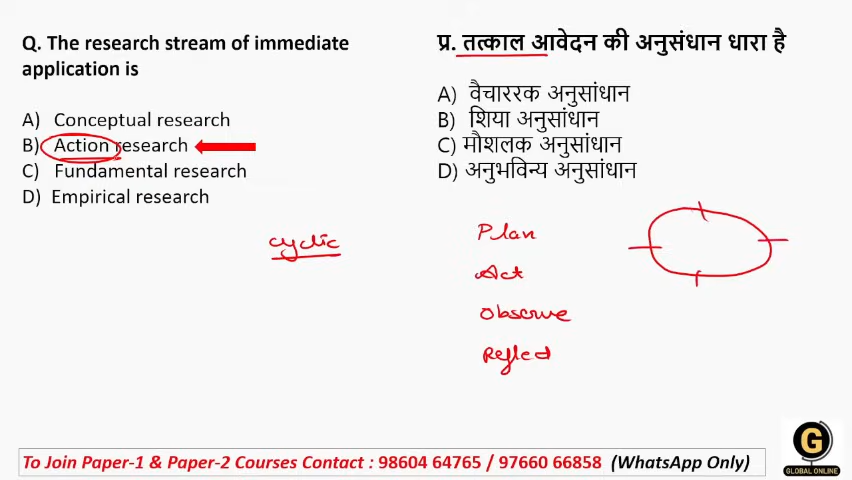 Q. The research stream of immediate
application is
A) Conceptual research
B) Action research
C) Fundamental research
D) Empirical research
cyclic
प्र. तत्काल आवेदन की अनुसंधान धारा है
A) वैचाररक अनुसांधान
B) शिया अनुसांधान
C) मौशलक अनुसांधान
D) अनुभविन्य अनुसांधान
Plan
Act
Observe
Reflect
G
GLOBAL ONLINE
To Join Paper-1 & Paper-2 Courses Contact : 98604 64765 / 97660 66858 (WhatsApp Only)